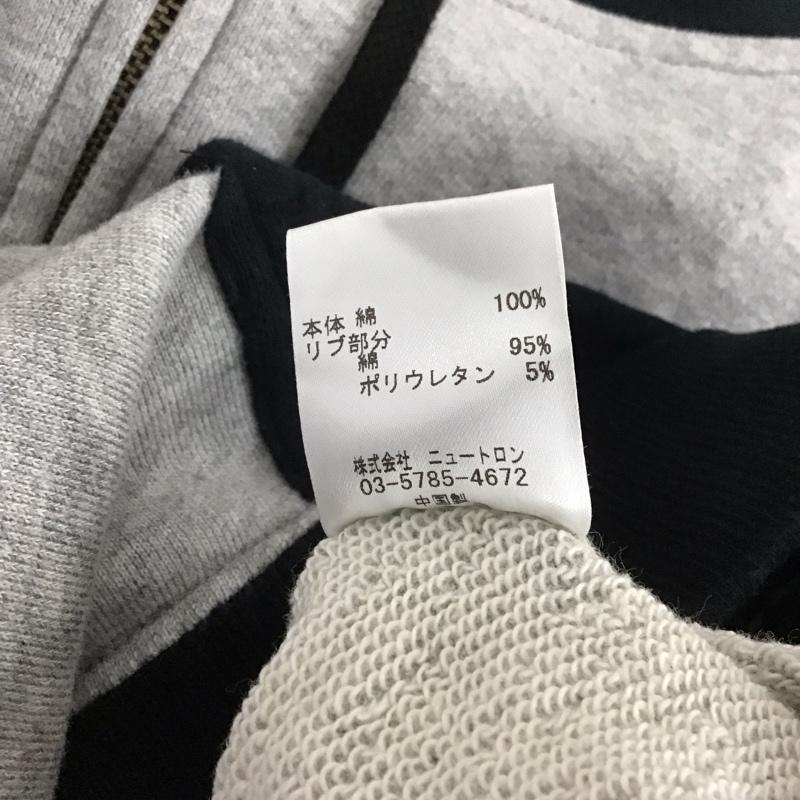 本体 綿 100%
リブ部分
綿 95%
ポリウレタン 5%
株式会社 ニュートロン
03-5785-4672
中国製